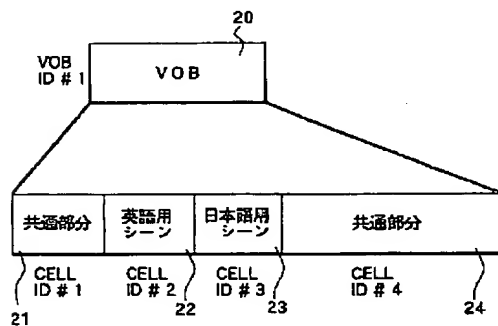 20
VOB
ID # 1
VOB
共通部分
英語用
シーン
日本語用
シーン
共通部分
21
CELL
ID # 1
CELL
ID # 2
22
CELL
ID # 3
23
CELL
ID # 4
24